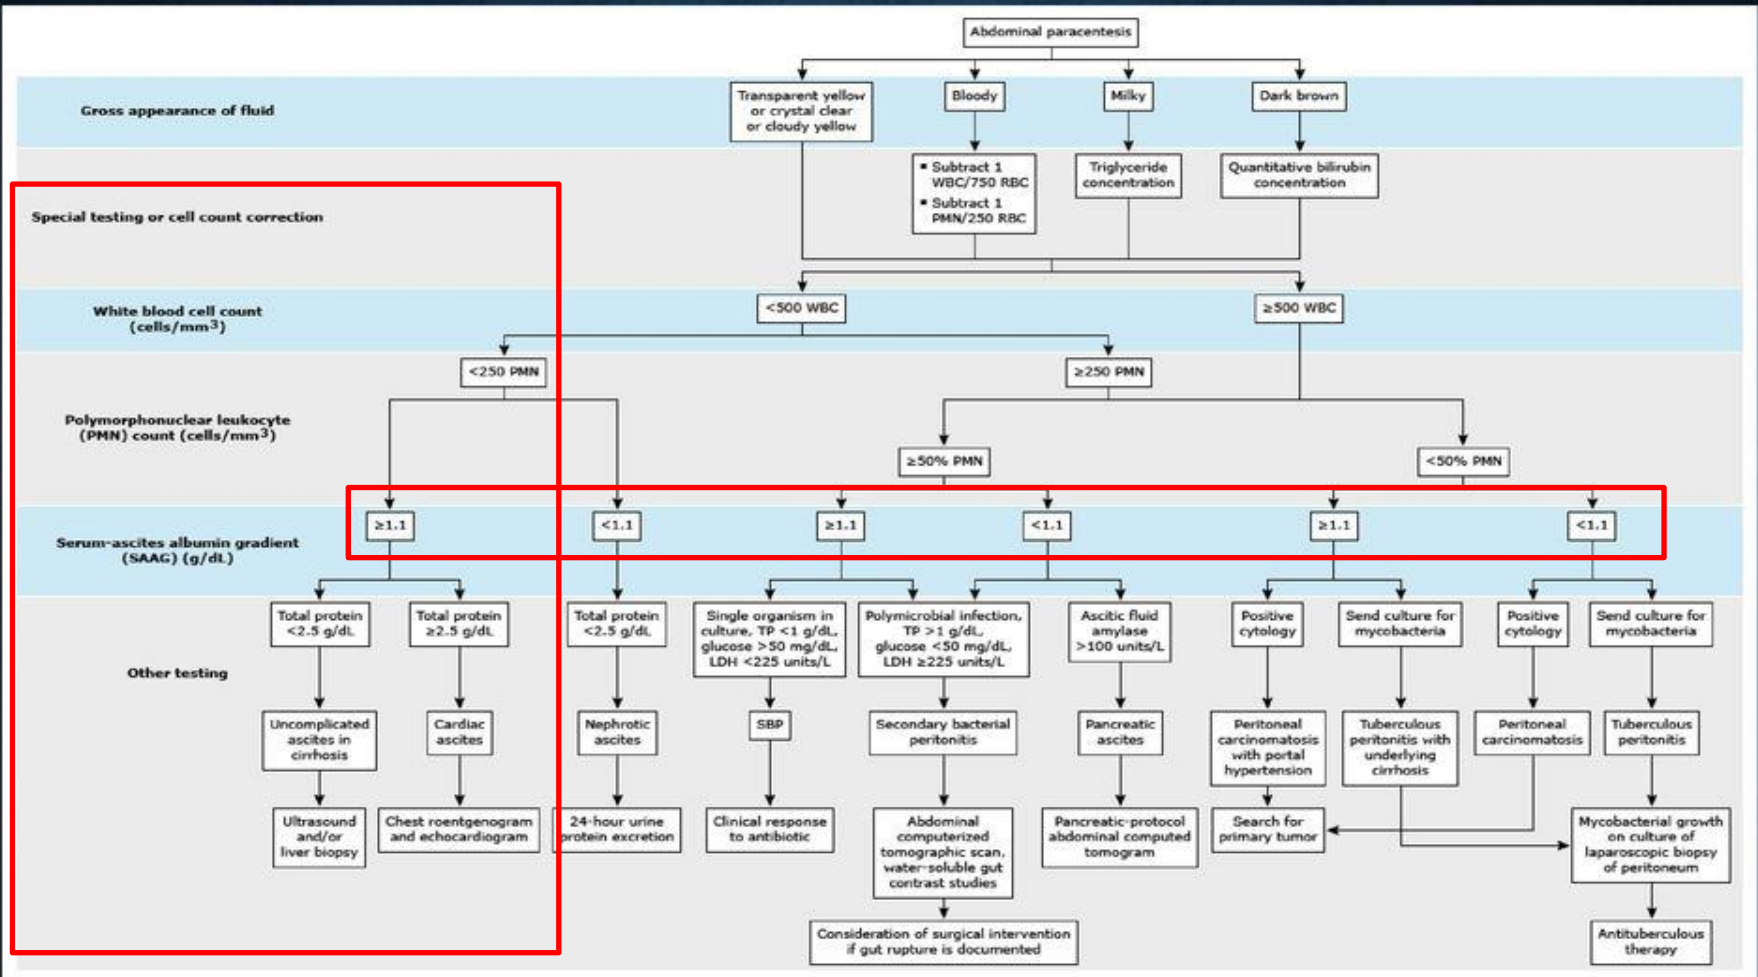 Abdominal paracentesis
Gross appearance of fluid
Transparent yellow
or crystal clear
or cloudy yellow
Bloody
Milky
Dark brown
Special testing or cell count correction
▪ Subtract 1
WBC/750 RBC
▪ Subtract 1
PMN/250 RBC
Triglyceride
concentration
Quantitative bilirubin
concentration
White blood cell count
(cells/mm³)
<500 WBC
≥500 WBC
Polymorphonuclear leukocyte
(PMN) count (cells/mm³)
<250 PMN
≥250 PMN
≥50% PMN
<50% PMN
Serum-ascites albumin gradient
(SAAG) (g/dL)
≥1.1
<1.1
≥1.1
<1.1
≥1.1
<1.1
Other testing
Total protein
<2.5 g/dL
Total protein
≥2.5 g/dL
Total protein
<2.5 g/dL
Single organism in
culture, TP <1 g/dL,
glucose >50 mg/dL,
LDH <225 units/L
Polymicrobial infection,
TP >1 g/dL,
glucose <50 mg/dL,
LDH ≥225 units/L
Ascitic fluid
amylase
>100 units/L
Positive
cytology
Send culture for
mycobacteria
Positive
cytology
Send culture for
mycobacteria
Uncomplicated
ascites in
cirrhosis
Cardiac
ascites
Nephrotic
ascites
SBP
Secondary bacterial
peritonitis
Pancreatic
ascites
Peritoneal
carcinomatosis
with portal
hypertension
Tuberculous
peritonitis with
underlying
cirrhosis
Peritoneal
carcinomatosis
Tuberculous
peritonitis
Ultrasound
and/or
liver biopsy
Chest roentgenogram
and echocardiogram
24-hour urine
protein excretion
Clinical response
to antibiotic
Abdominal
computerized
tomographic scan,
water-soluble gut
contrast studies
Pancreatic-protocol
abdominal computed
tomogram
Search for
primary tumor
Mycobacterial growth
on culture of
laparoscopic biopsy
of peritoneum
Consideration of surgical intervention
if gut rupture is documented
Antituberculous
therapy